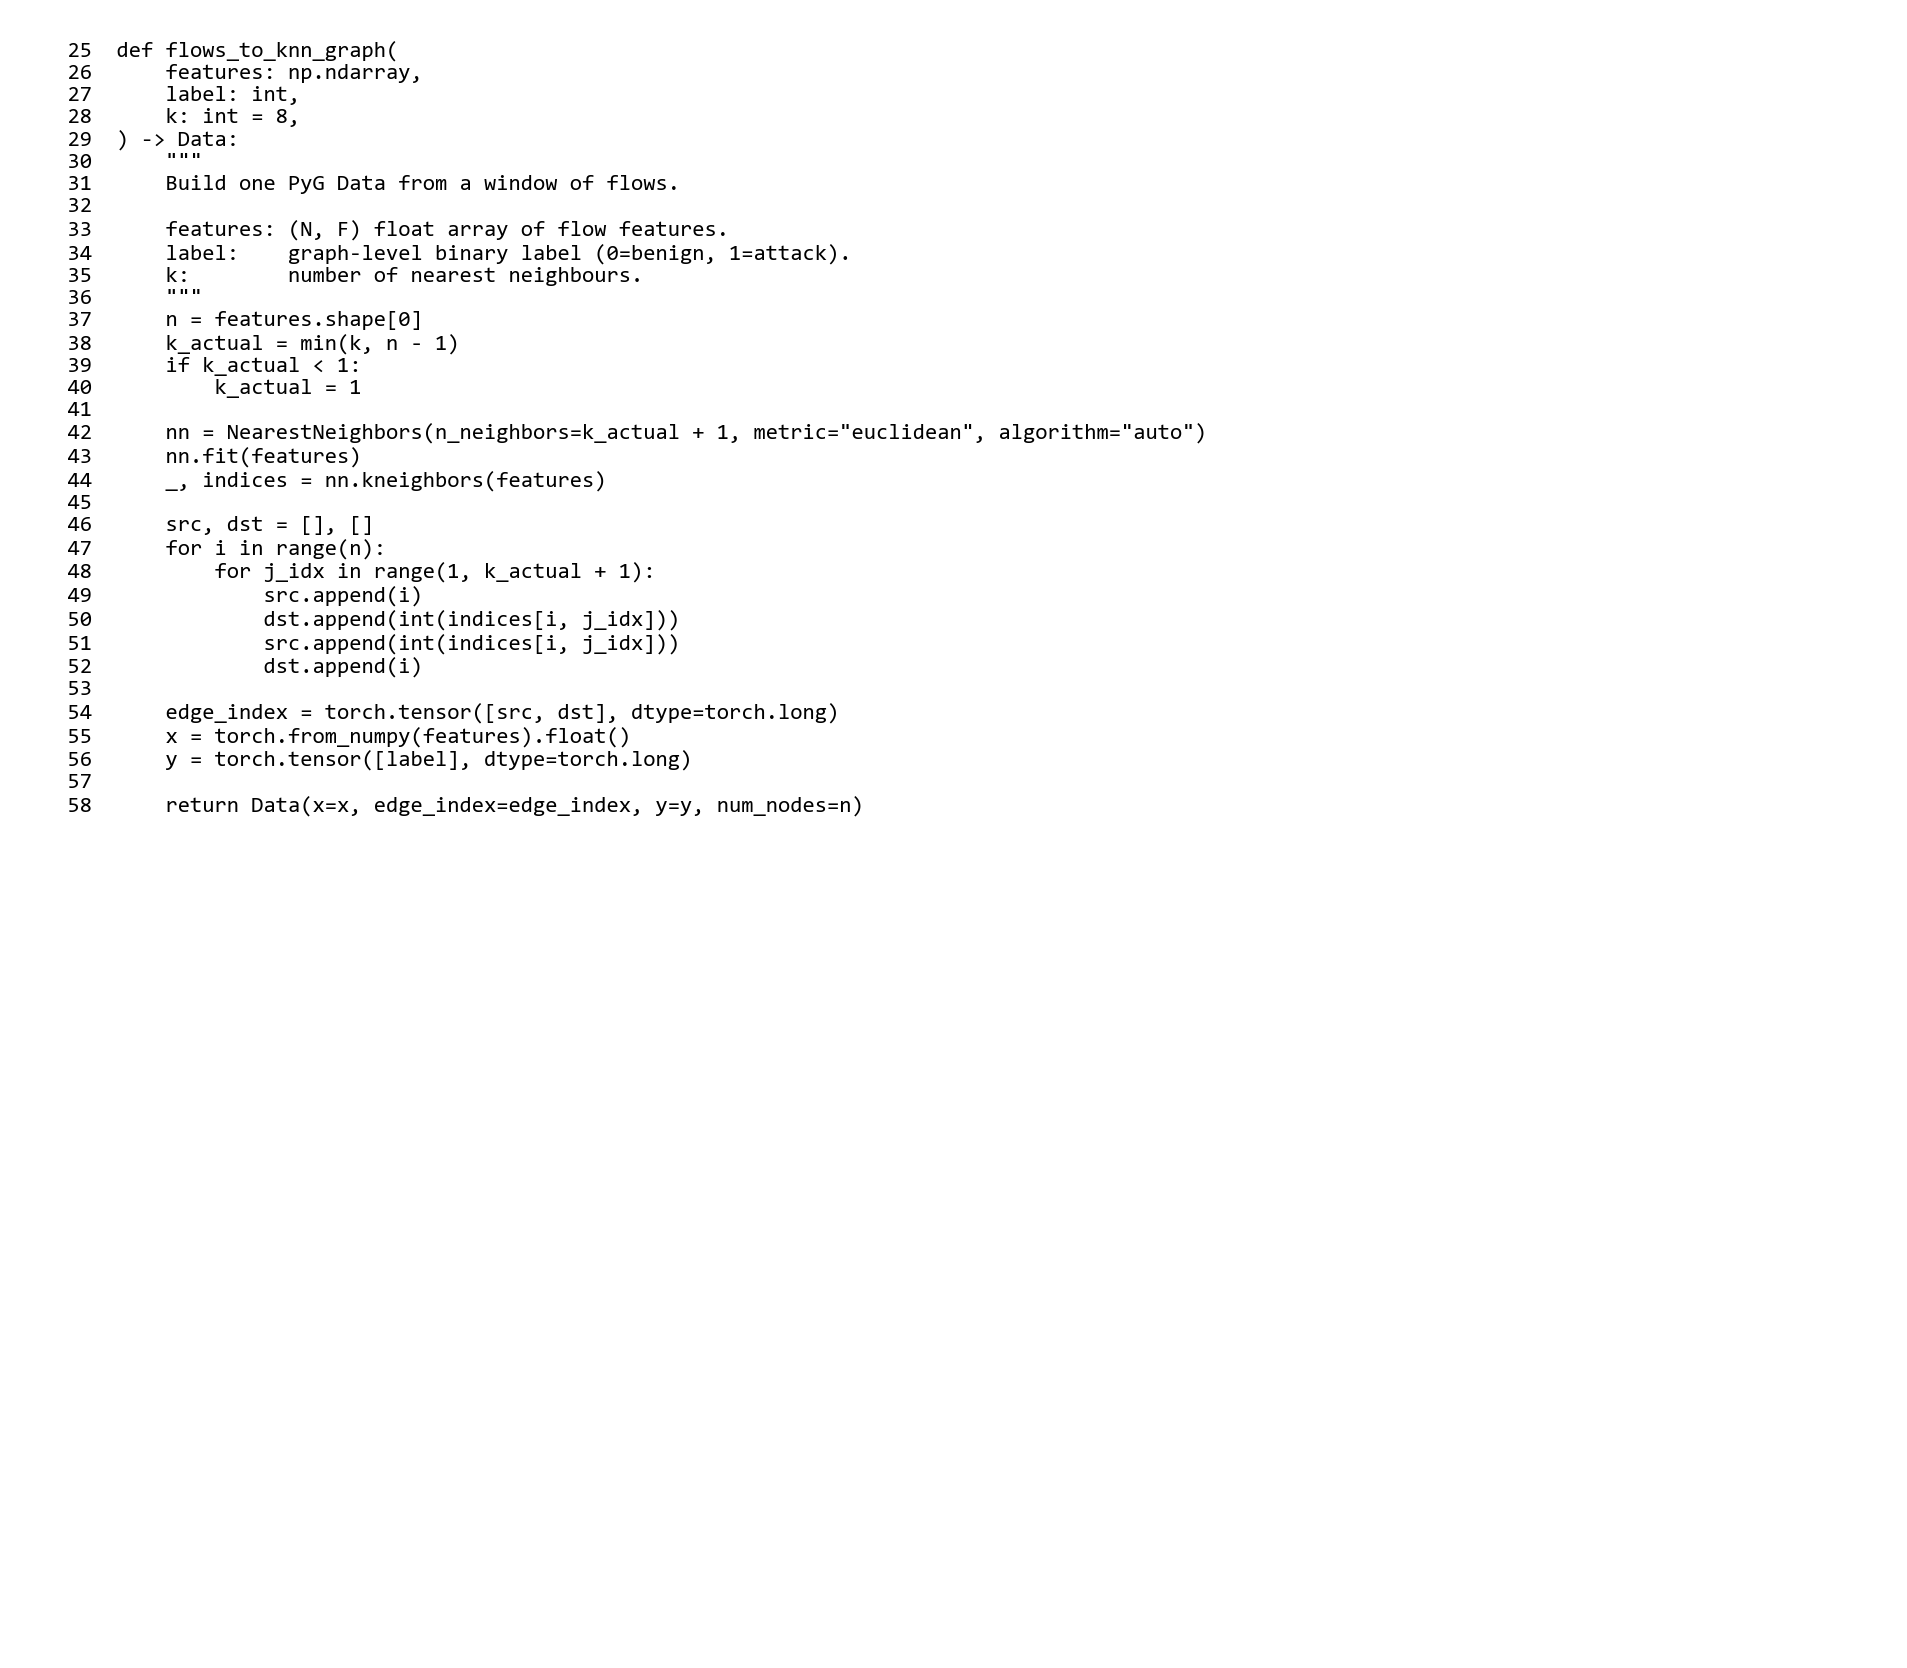 25  def flows_to_knn_graph(
26      features: np.ndarray,
27      label: int,
28      k: int = 8,
29  ) -> Data:
30      """
31      Build one PyG Data from a window of flows.
32
33      features: (N, F) float array of flow features.
34      label:    graph-level binary label (0=benign, 1=attack).
35      k:        number of nearest neighbours.
36      """
37      n = features.shape[0]
38      k_actual = min(k, n - 1)
39      if k_actual < 1:
40          k_actual = 1
41
42      nn = NearestNeighbors(n_neighbors=k_actual + 1, metric="euclidean", algorithm="auto")
43      nn.fit(features)
44      _, indices = nn.kneighbors(features)
45
46      src, dst = [], []
47      for i in range(n):
48          for j_idx in range(1, k_actual + 1):
49              src.append(i)
50              dst.append(int(indices[i, j_idx]))
51              src.append(int(indices[i, j_idx]))
52              dst.append(i)
53
54      edge_index = torch.tensor([src, dst], dtype=torch.long)
55      x = torch.from_numpy(features).float()
56      y = torch.tensor([label], dtype=torch.long)
57
58      return Data(x=x, edge_index=edge_index, y=y, num_nodes=n)